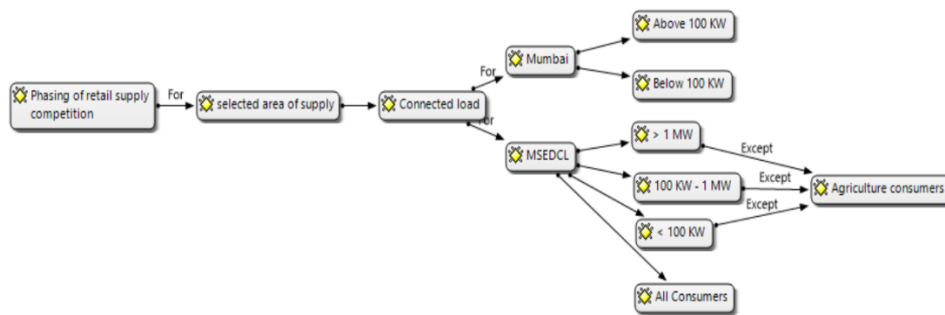 Phasing of retail supply
competition
For
selected area of supply
Connected load
For
Mumbai
Above 100 KW
Below 100 KW
For
MSEDCL
> 1 MW
Except
100 KW - 1 MW
Except
Agriculture consumers
< 100 KW
Except
All Consumers